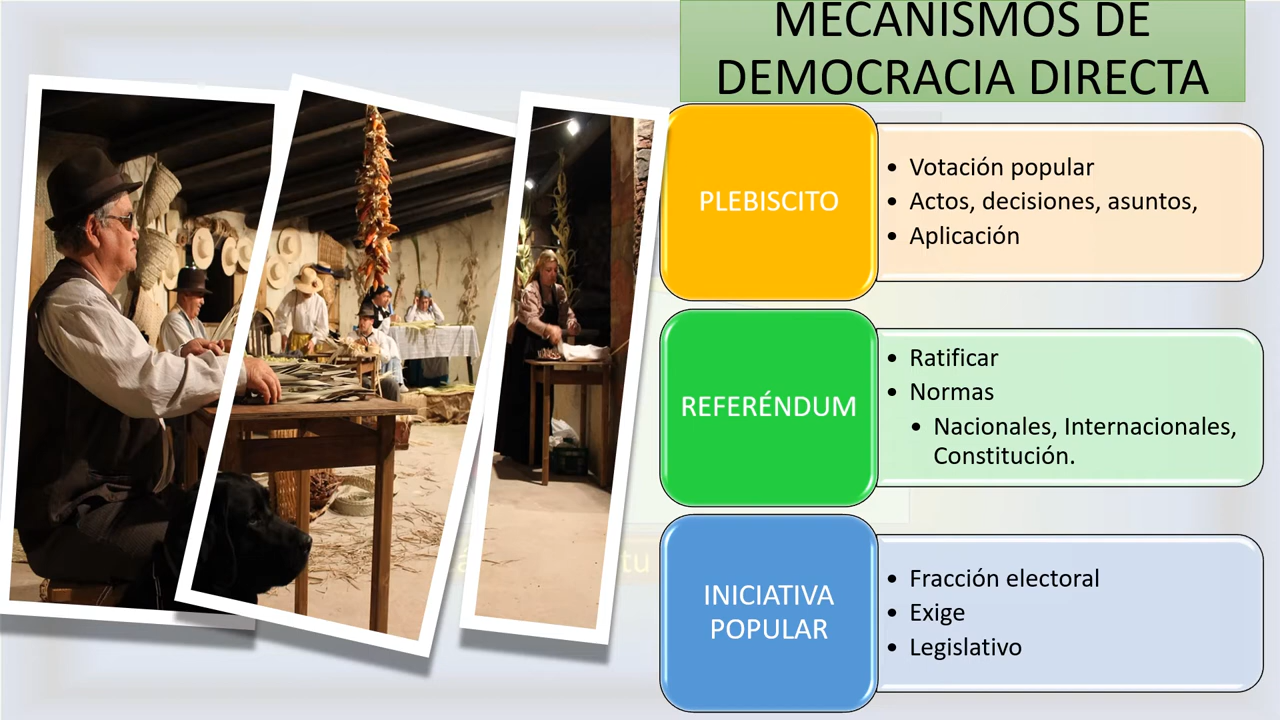 MECANISMOS DE
DEMOCRACIA DIRECTA
PLEBISCITO
• Votación popular
• Actos, decisiones, asuntos,
• Aplicación
REFERÉNDUM
• Ratificar
• Normas
• Nacionales, Internacionales,
Constitución.
INICIATIVA
POPULAR
• Fracción electoral
• Exige
• Legislativo
tu